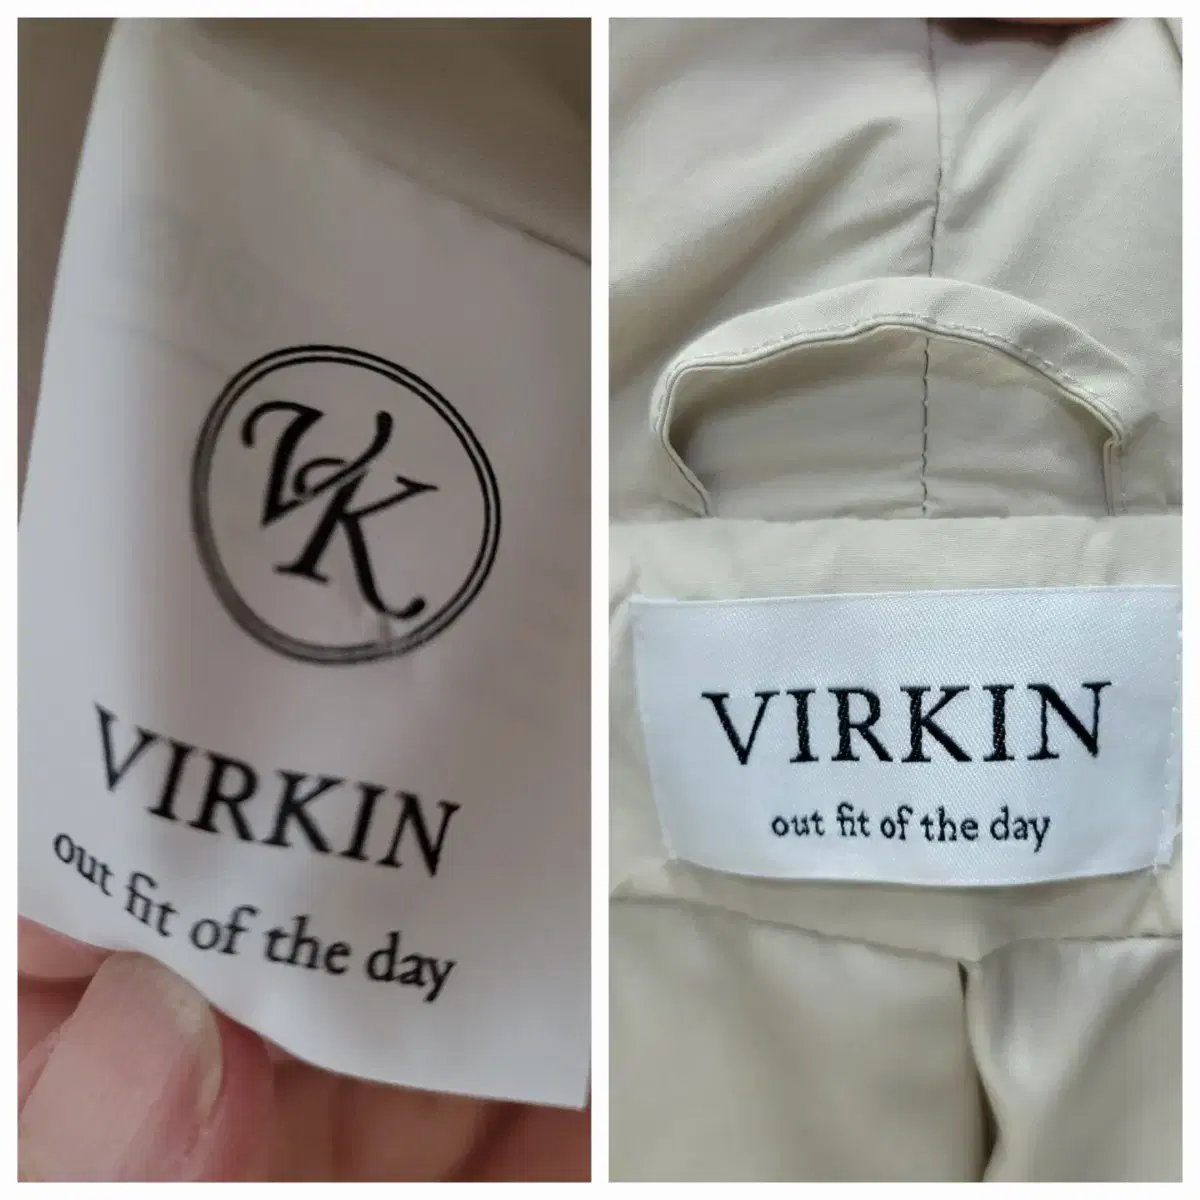 VK
VIRKIN
out fit of the day
VIRKIN
out fit of the day